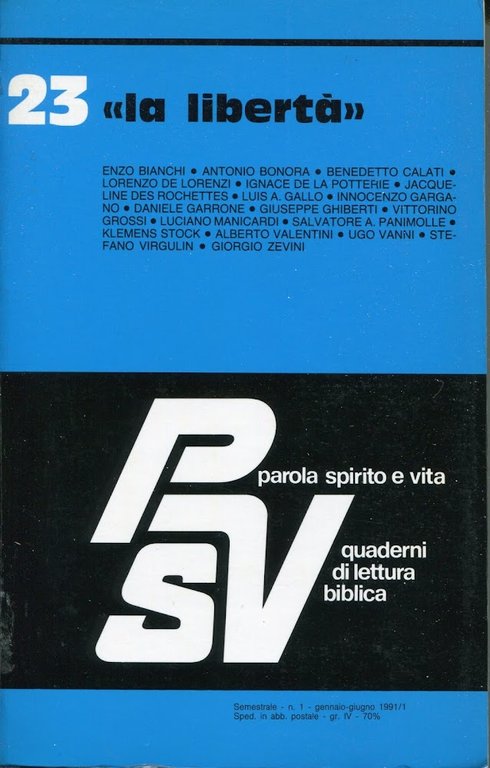 23 «la libertà»
ENZO BIANCHI • ANTONIO BONORA • BENEDETTO CALATI •
LORENZO DE LORENZI • IGNACE DE LA POTTERIE • JACQUE-
LINE DES ROCHETTES • LUIS A. GALLO • INNOCENZO GARGA-
NO • DANIELE GARRONE • GIUSEPPE GHIBERTI • VITTORINO
GROSSI • LUCIANO MANICARDI • SALVATORE A. PANIMOLLE •
KLEMENS STOCK • ALBERTO VALENTINI • UGO VANNI • STE-
FANO VIRGULIN • GIORGIO ZEVINI
PSV
parola spirito e vita
quaderni
di lettura
biblica
Semestrale - n. 1 - gennaio-giugno 1991/1
Sped. in abb. postale - gr. IV - 70%